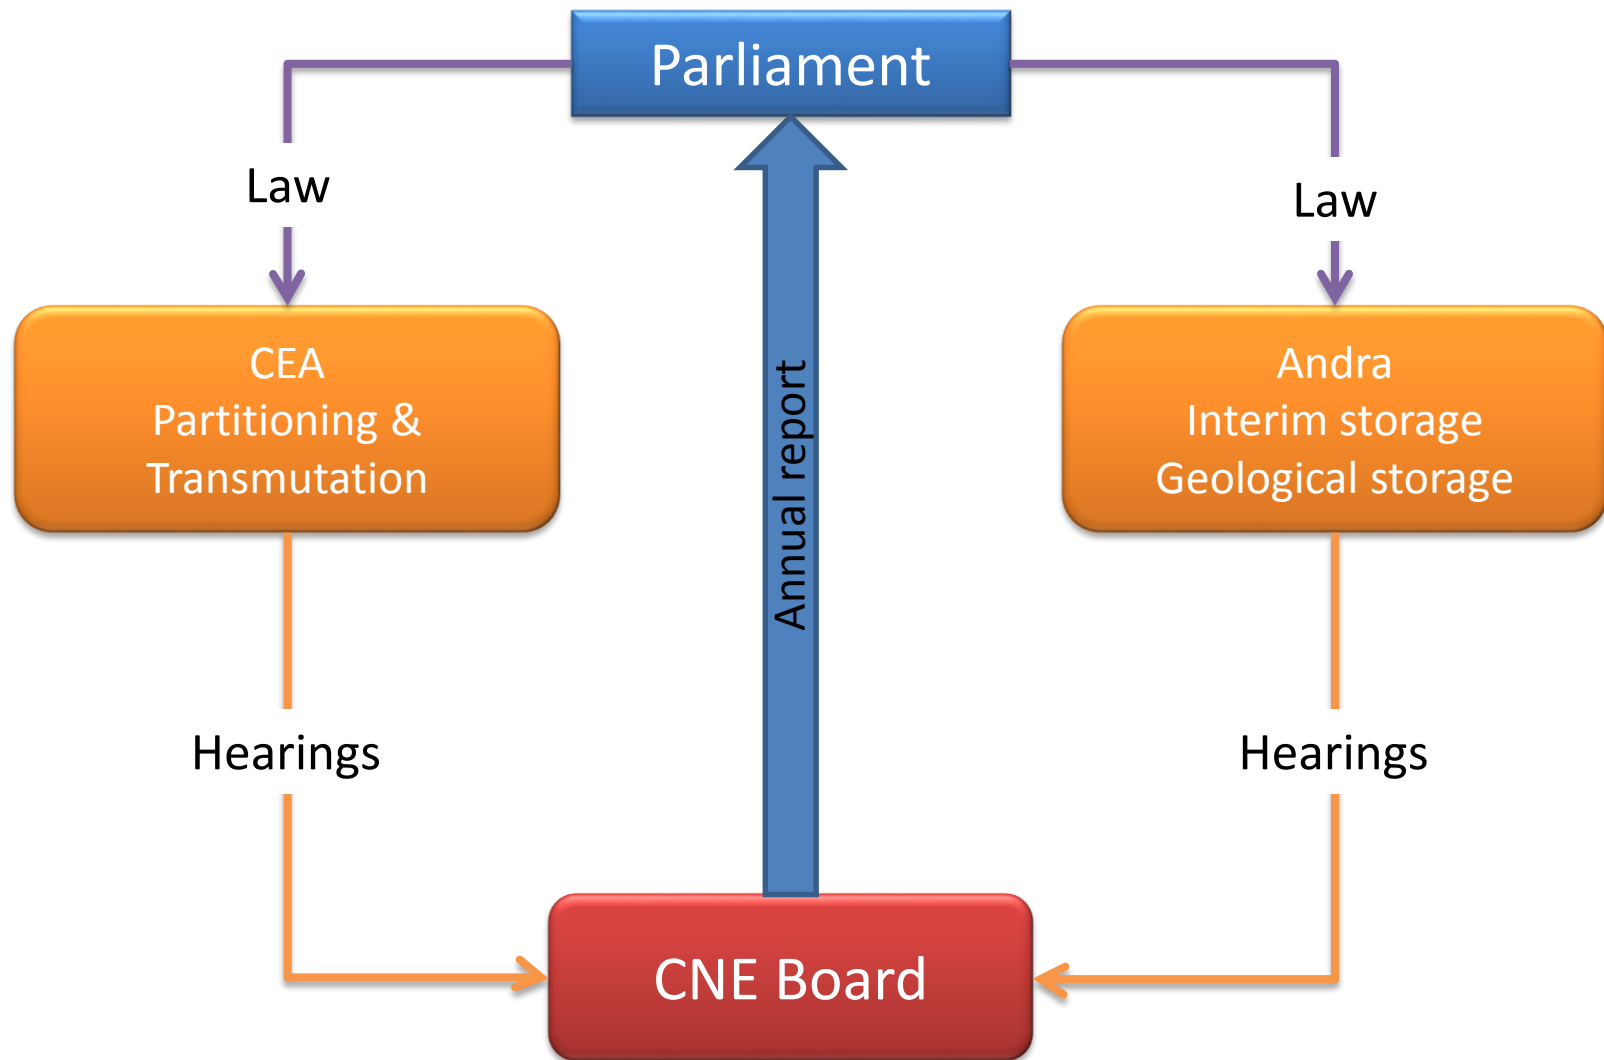 Parliament
Law
Law
CEA
Partitioning &
Transmutation
Andra
Interim storage
Geological storage
Annual report
Hearings
Hearings
CNE Board